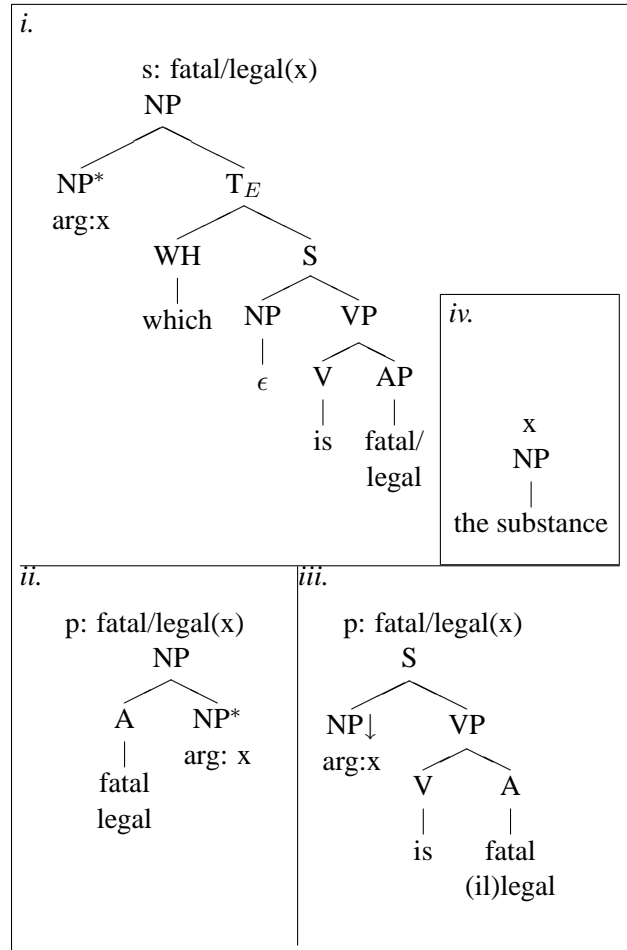 i.
s: fatal/legal(x)
NP
NP* T_E
arg:x
WH S
which NP VP
ϵ V AP
is fatal/
legal
iv.
x
NP
the substance
ii.
p: fatal/legal(x)
NP
A NP*
arg: x
fatal
legal
iii.
p: fatal/legal(x)
S
NP↓ VP
arg:x
V A
is fatal
(il)legal